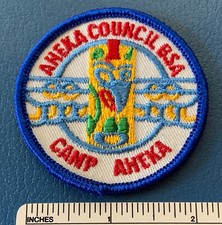 AHEKA COUNCIL BSA
CAMP AHEKA
INCHES 1 2